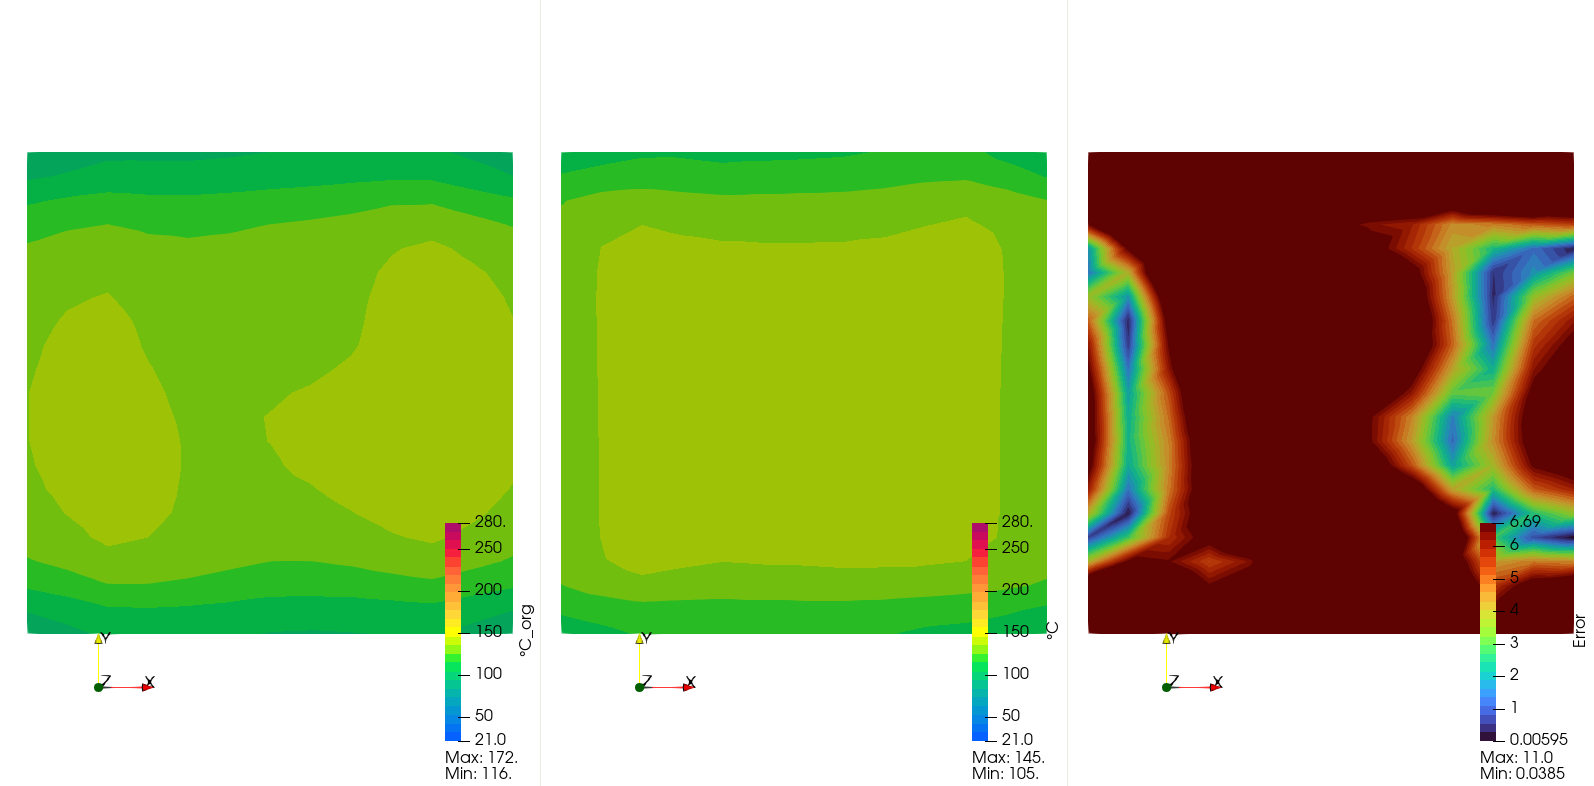 280.
250
200
150
100
50
21.0
°C_org
Max: 172.
Min: 116.
Y
Z
X
280.
250
200
150
100
50
21.0
°C
Max: 145.
Min: 105.
Y
Z
X
6.69
6
5
4
3
2
1
0.00595
Error
Max: 11.0
Min: 0.0385
Y
Z
X